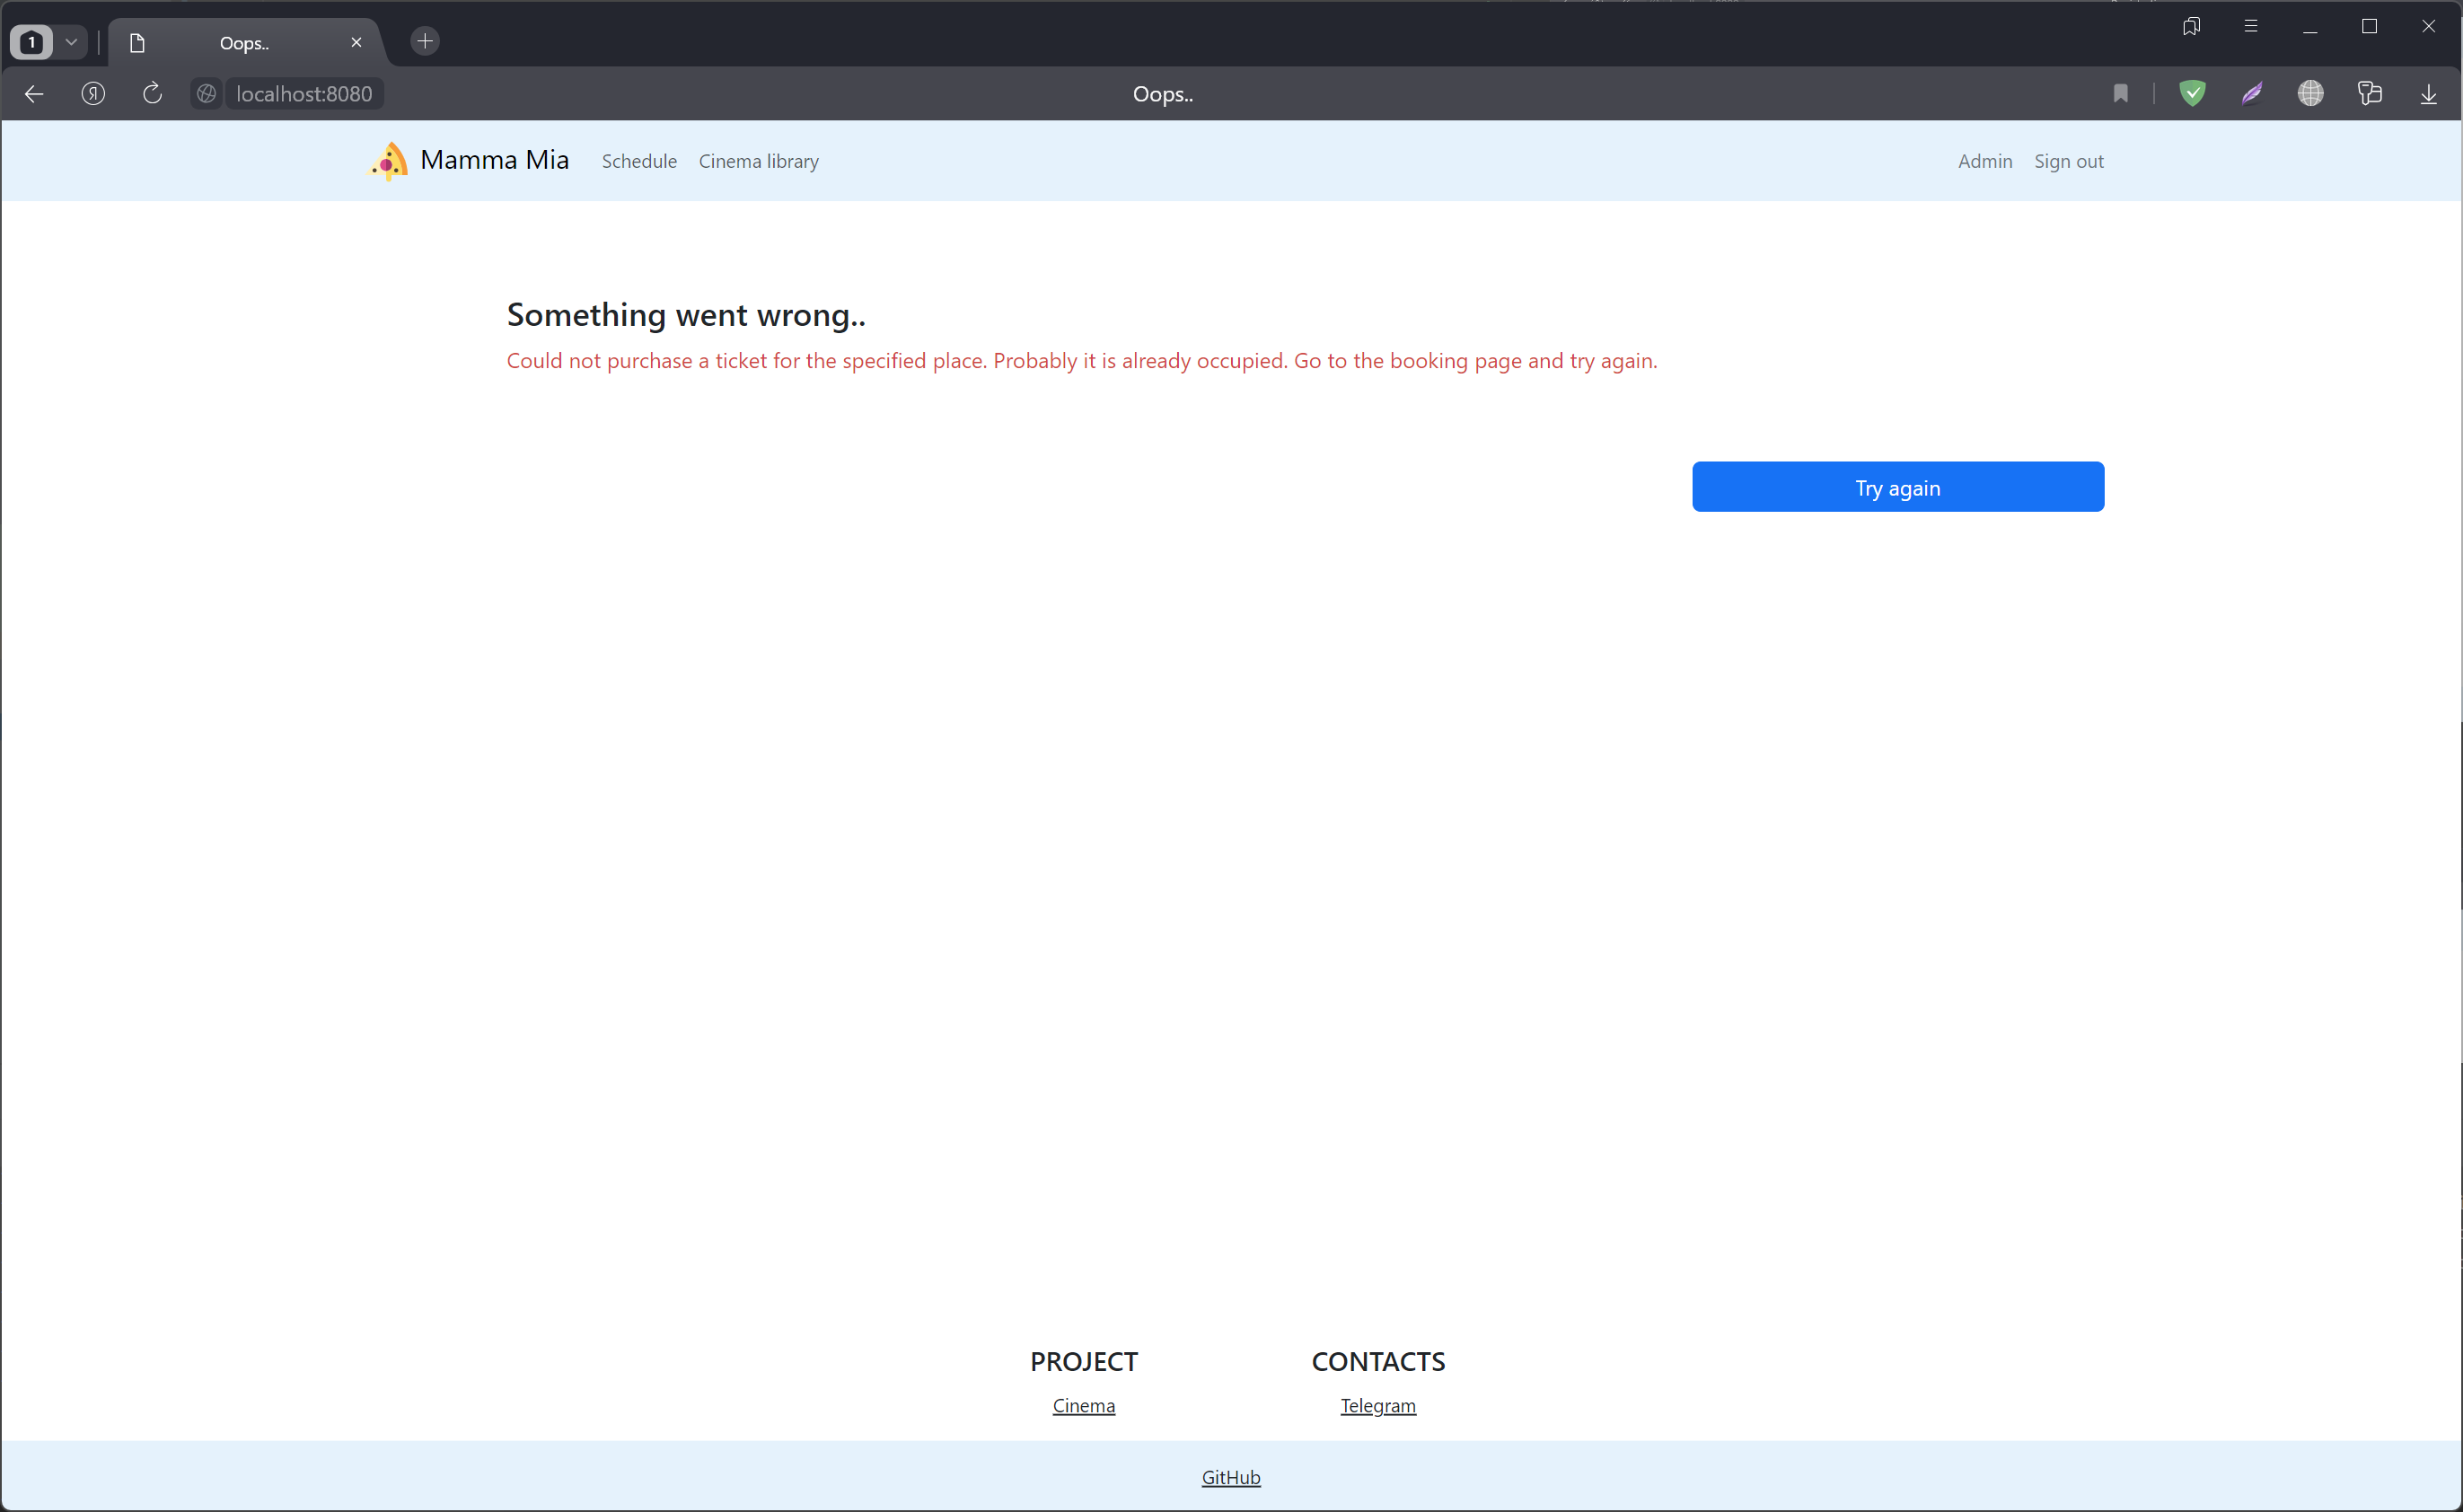 1
Oops..
Я
localhost:8080
Oops..
Mamma Mia
Schedule
Cinema library
Admin
Sign out
Something went wrong..
Could not purchase a ticket for the specified place. Probably it is already occupied. Go to the booking page and try again.
Try again
PROJECT
CONTACTS
Cinema
Telegram
GitHub